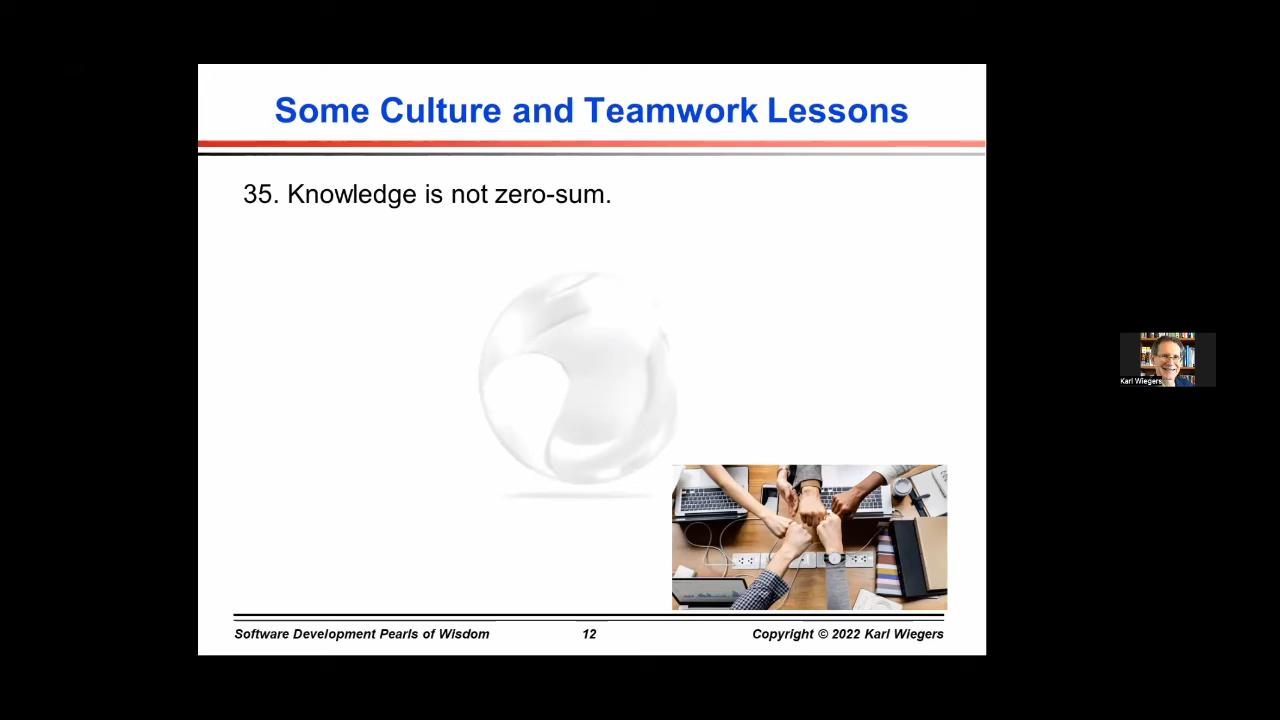 Some Culture and Teamwork Lessons
35. Knowledge is not zero-sum.
Karl Wiegers
Software Development Pearls of Wisdom
12
Copyright © 2022 Karl Wiegers